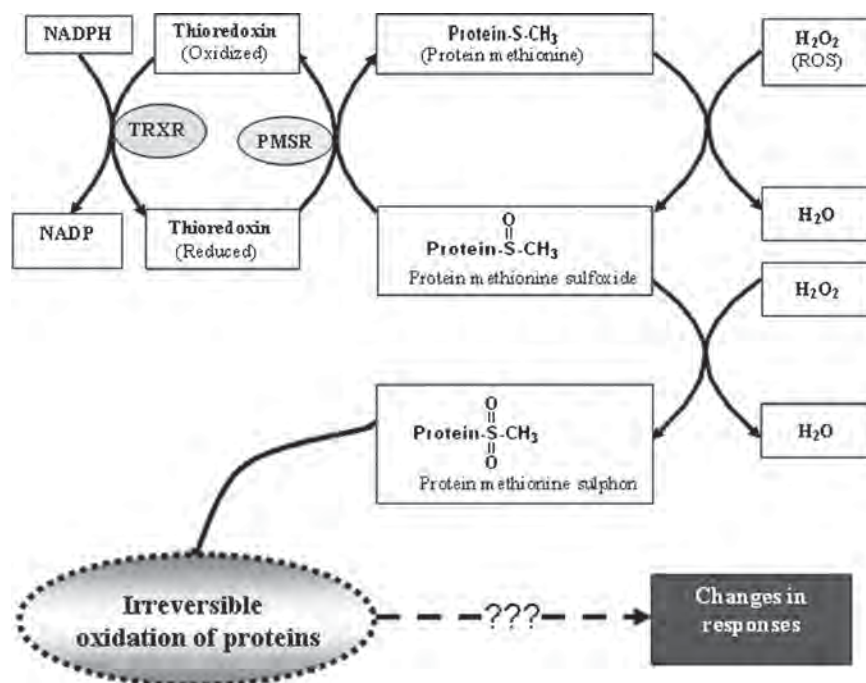 NADPH
Thioredoxin
(Oxidized)
Protein-S-CH₃
(Protein methionine)
H₂O₂
(ROS)
TRXR
PMSR
NADP
Thioredoxin
(Reduced)
O
Protein-S-CH₃
Protein methionine sulfoxide
H₂O
H₂O₂
O
Protein-S-CH₃
O
Protein methionine sulphon
H₂O
Irreversible
oxidation of proteins
???
Changes in
responses